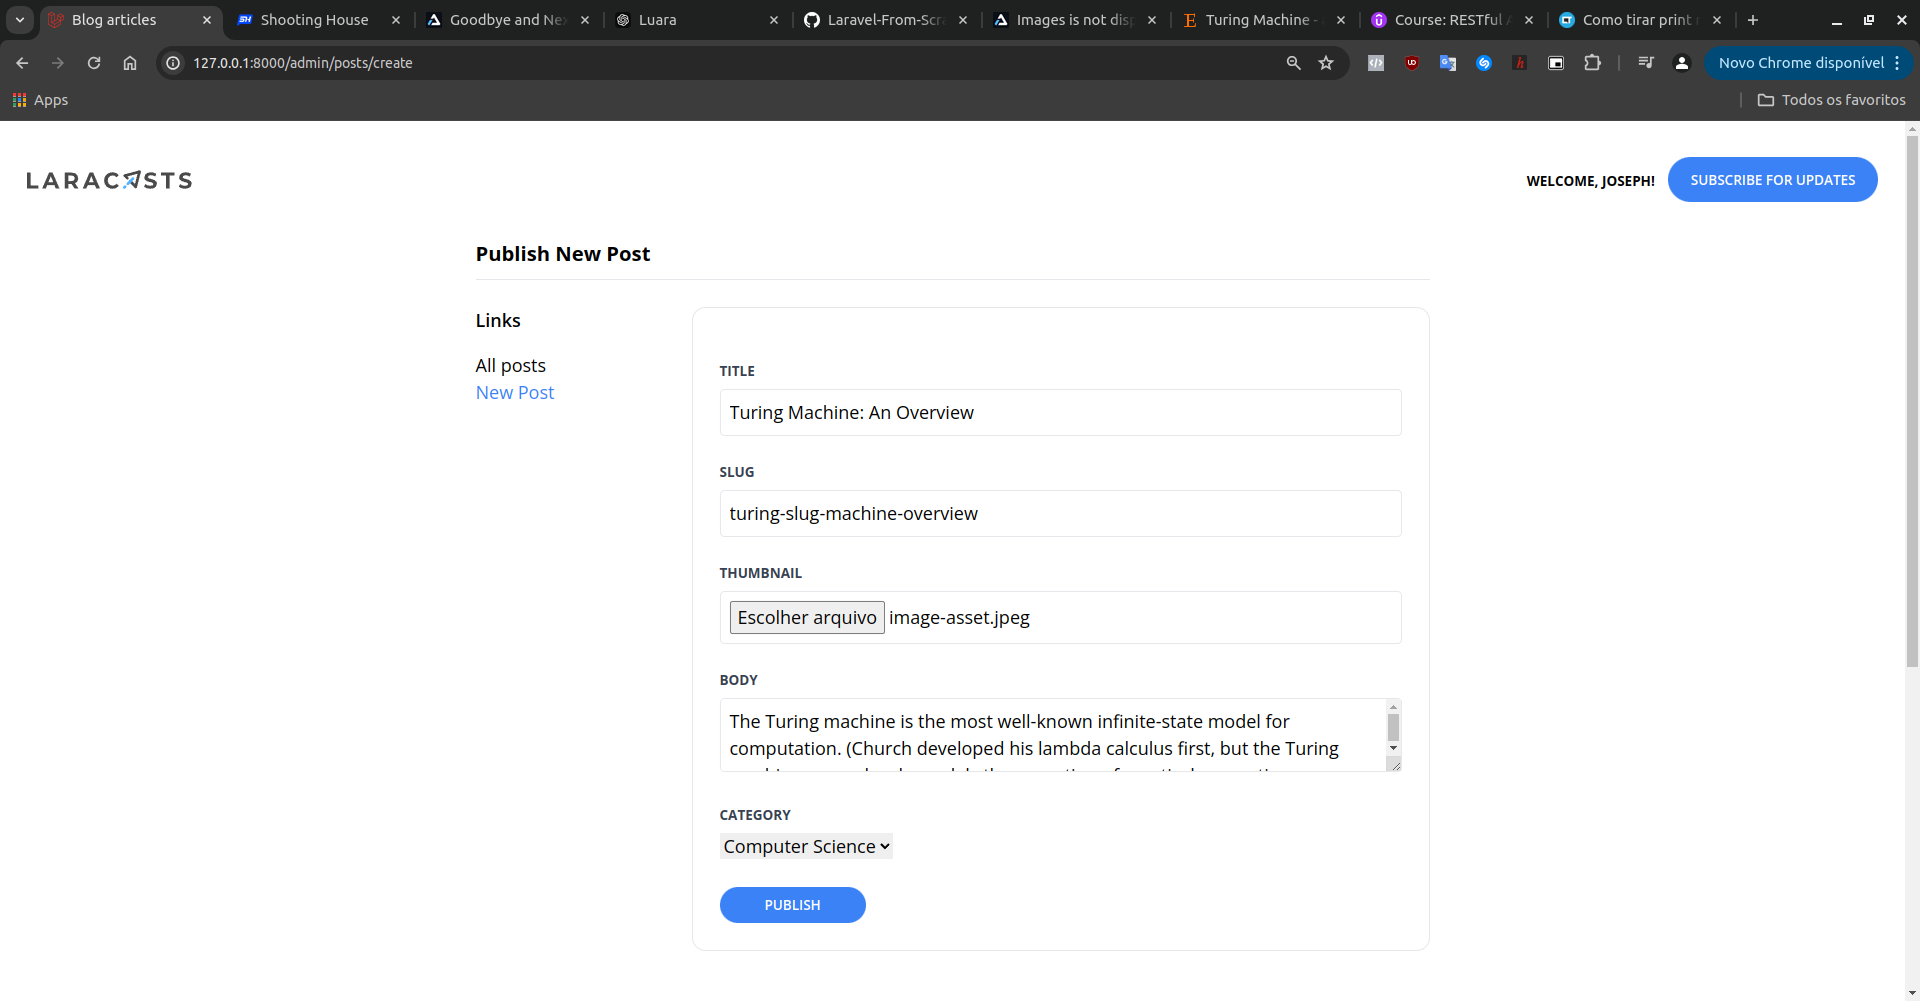 Blog articles
Shooting House
Goodbye and Nex
Luara
Laravel-From-Scra
Images is not disp
Turing Machine -
Course: RESTful A
Como tirar print
127.0.0.1:8000/admin/posts/create
Novo Chrome disponível
Apps
Todos os favoritos
LARACASTS
WELCOME, JOSEPH!
SUBSCRIBE FOR UPDATES
Publish New Post
Links
All posts
New Post
TITLE
Turing Machine: An Overview
SLUG
turing-slug-machine-overview
THUMBNAIL
Escolher arquivo image-asset.jpeg
BODY
The Turing machine is the most well-known infinite-state model for
computation. (Church developed his lambda calculus first, but the Turing
CATEGORY
Computer Science
PUBLISH